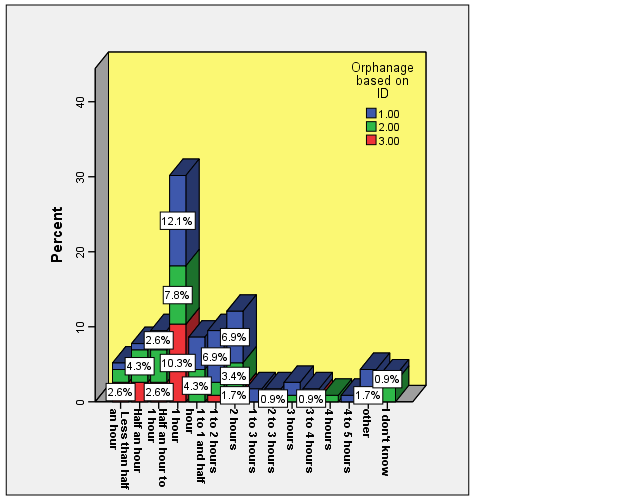 Orphanage
based on
ID
1.00
2.00
3.00
Percent
40
30
20
10
0
12.1%
7.8%
10.3%
2.6%
4.3%
2.6%
2.6%
4.3%
6.9%
6.9%
3.4%
1.7%
0.9%
0.9%
1.7%
0.9%
Less than half
an hour
Half an hour
Half an hour to
1 hour
1 hour
1 to 1 and half
hour
1 to 2 hours
2 hours
1 to 3 hours
2 to 3 hours
3 hours
3 to 4 hours
4 hours
4 to 5 hours
other
I don't know